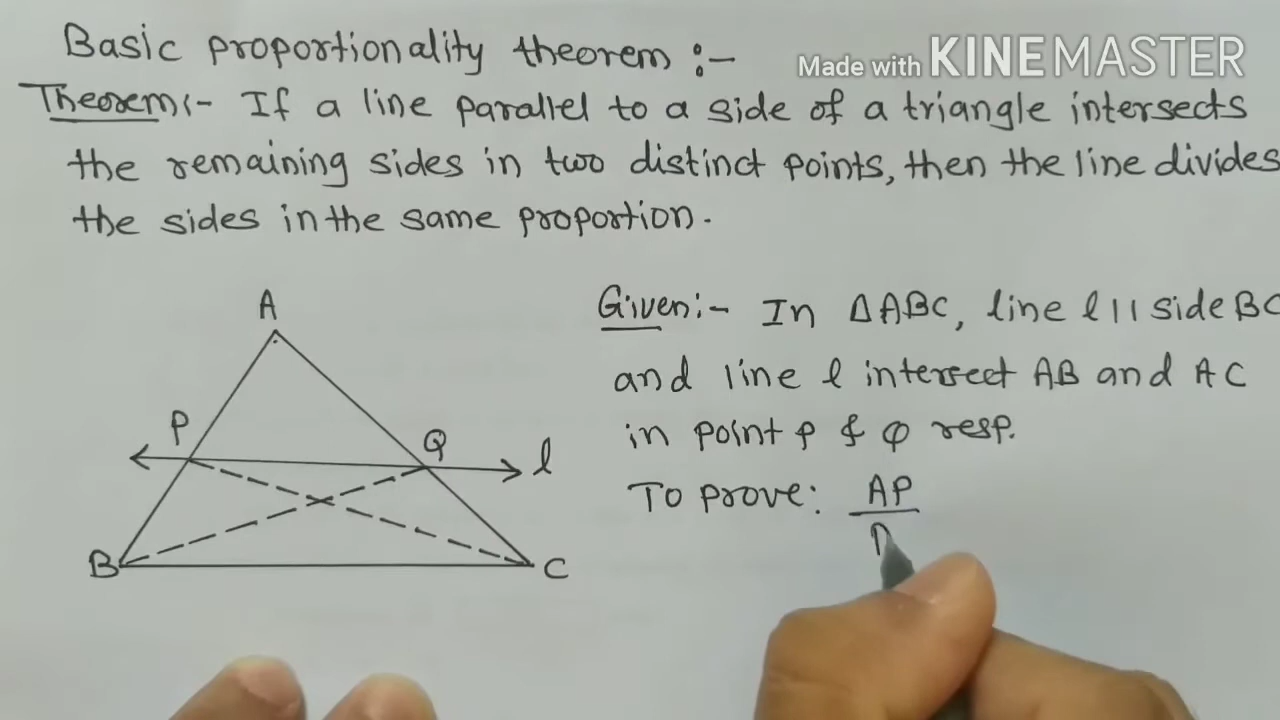 Basic proportionality theorem :-
Made with KINEMASTER
Theorem:- If a line parallel to a side of a triangle intersects
the remaining sides in two distinct points, then the line divides
the sides in the same proportion.
A
P
Q
l
B
C
Given:- In ΔABC, line l || side BC
and line l intersect AB and AC
in point P & Q resp.
To prove: AP